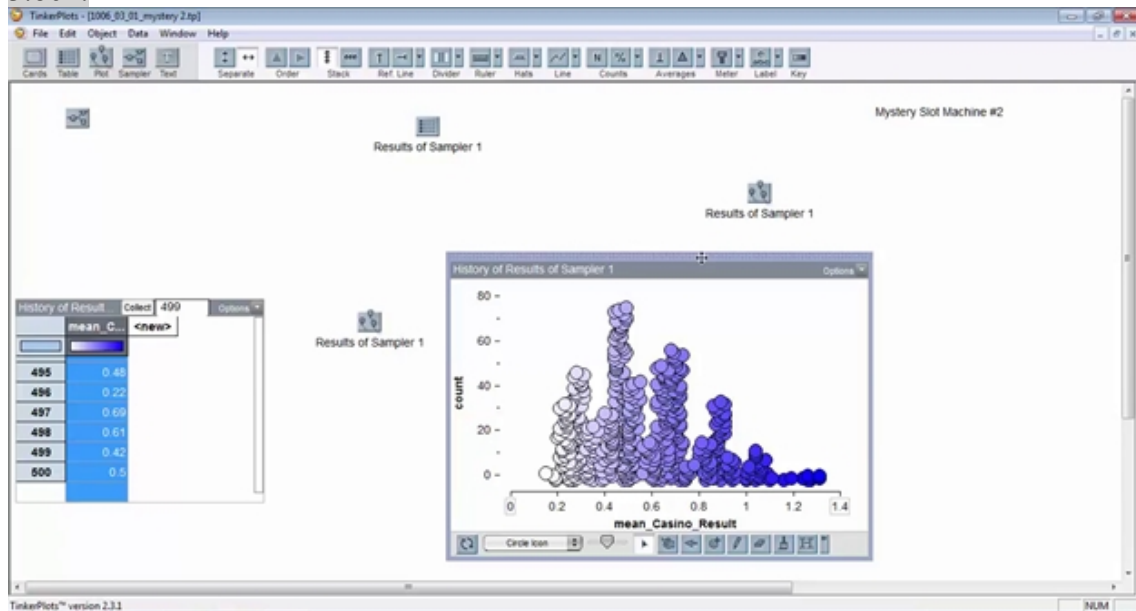 TinkerPlots - [1006_03_01_mystery 2.tp]
File Edit Object Data Window Help
Cards Table Plot Sampler Text Separate Order Stack Ref. Line Divider Ruler Hats Line Counts Averages Meter Label Key
Mystery Slot Machine #2
Results of Sampler 1
Results of Sampler 1
History of Results of Sampler 1 Options
History of Result... Collect 499 Options
mean_C... <new>
Results of Sampler 1
495 0.48
496 0.22
497 0.69
498 0.61
499 0.42
500 0.5
80
60
40
20
0
count
0 0.2 0.4 0.6 0.8 1 1.2 1.4
mean_Casino_Result
Circle Icon
TinkerPlots™ version 2.3.1 NUM